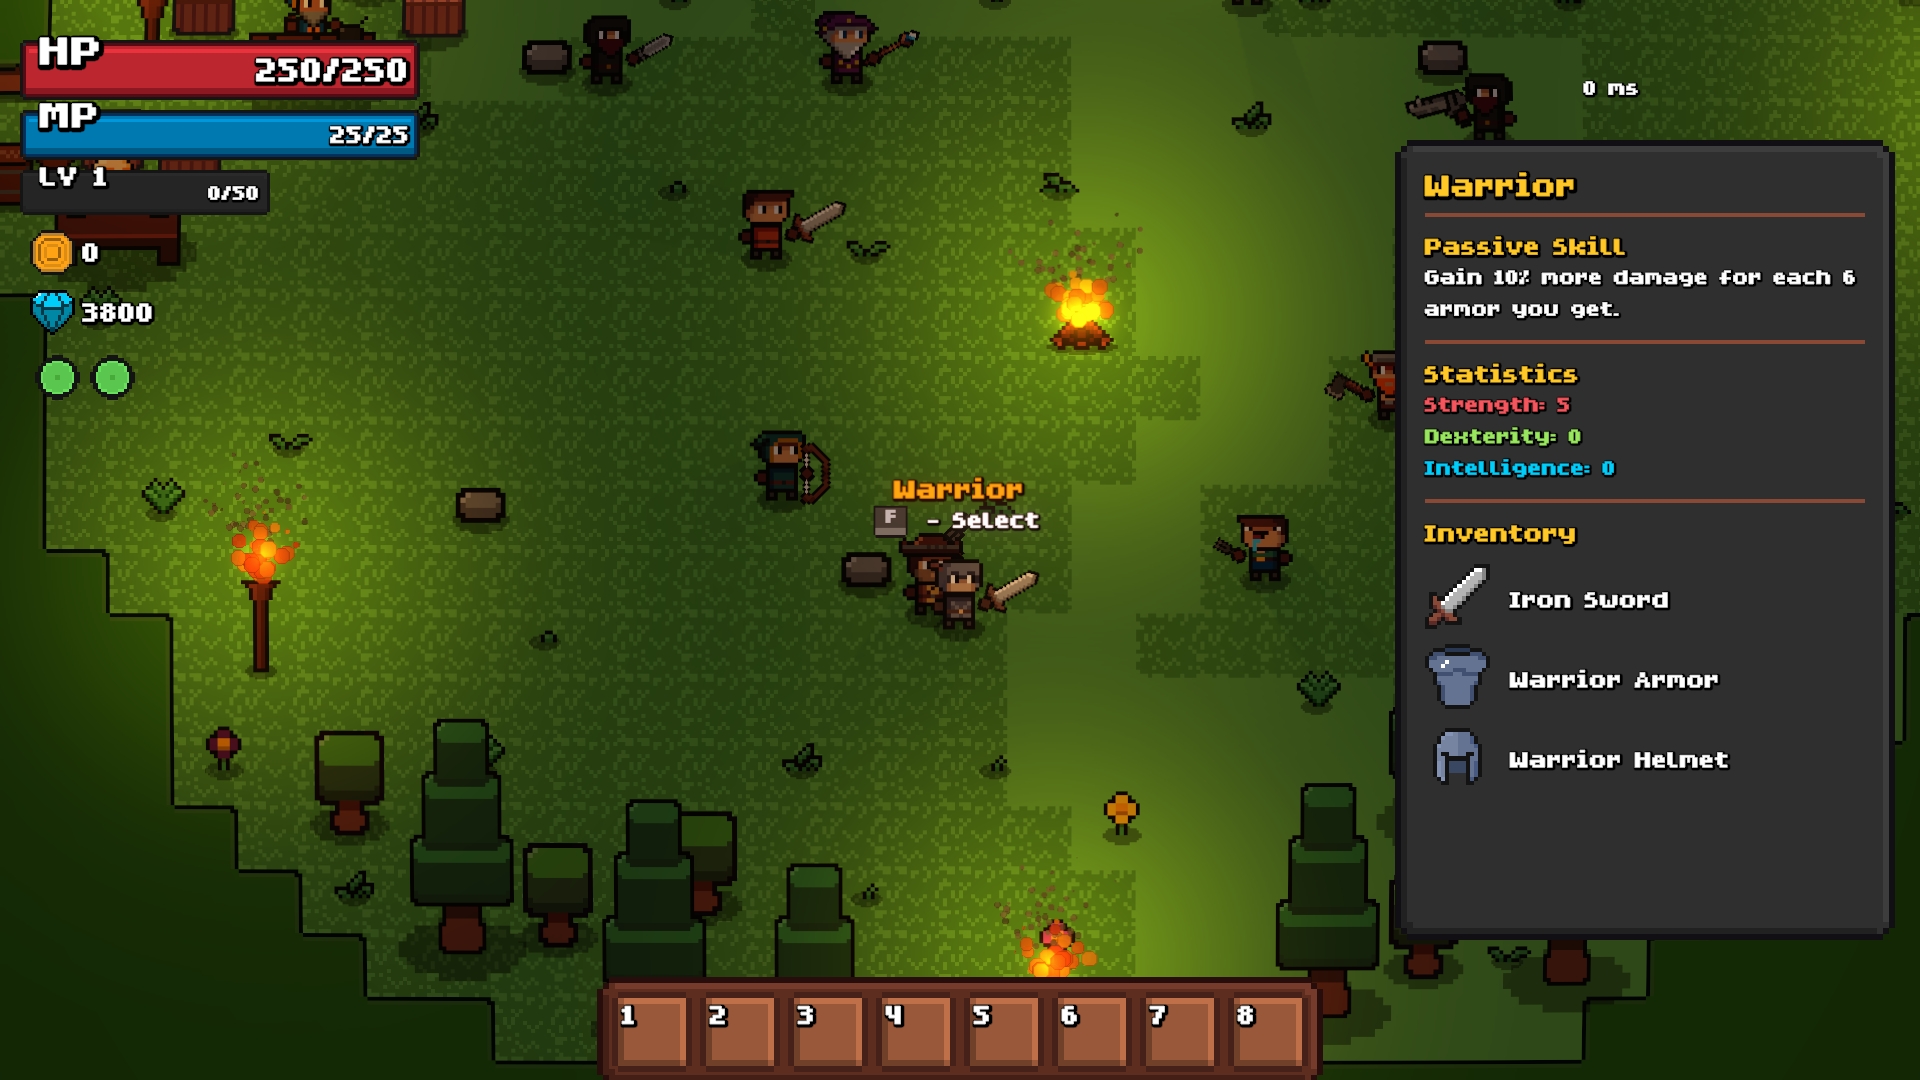 HP
250/250
MP
25/25
LV 1
0/50
0
3800
0 ms
Warrior
F - Select
Warrior
Passive Skill
Gain 10% more damage for each 6
armor you get.
Statistics
Strength: 5
Dexterity: 0
Intelligence: 0
Inventory
Iron Sword
Warrior Armor
Warrior Helmet
1 2 3 4 5 6 7 8